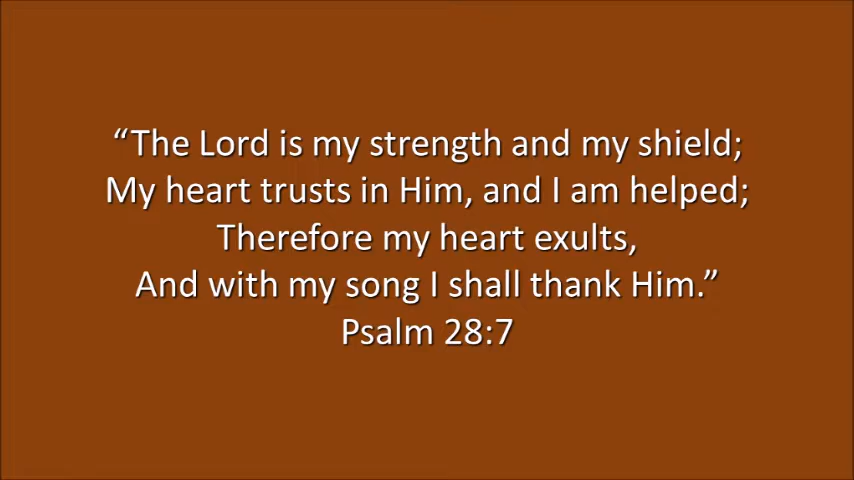 “The Lord is my strength and my shield;
My heart trusts in Him, and I am helped;
Therefore my heart exults,
And with my song I shall thank Him.”
Psalm 28:7